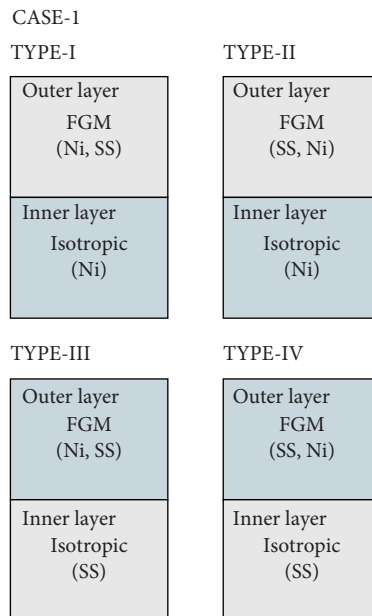 CASE-1
TYPE-I
Outer layer
FGM
(Ni, SS)
Inner layer
Isotropic
(Ni)
TYPE-II
Outer layer
FGM
(SS, Ni)
Inner layer
Isotropic
(Ni)
TYPE-III
Outer layer
FGM
(Ni, SS)
Inner layer
Isotropic
(SS)
TYPE-IV
Outer layer
FGM
(SS, Ni)
Inner layer
Isotropic
(SS)